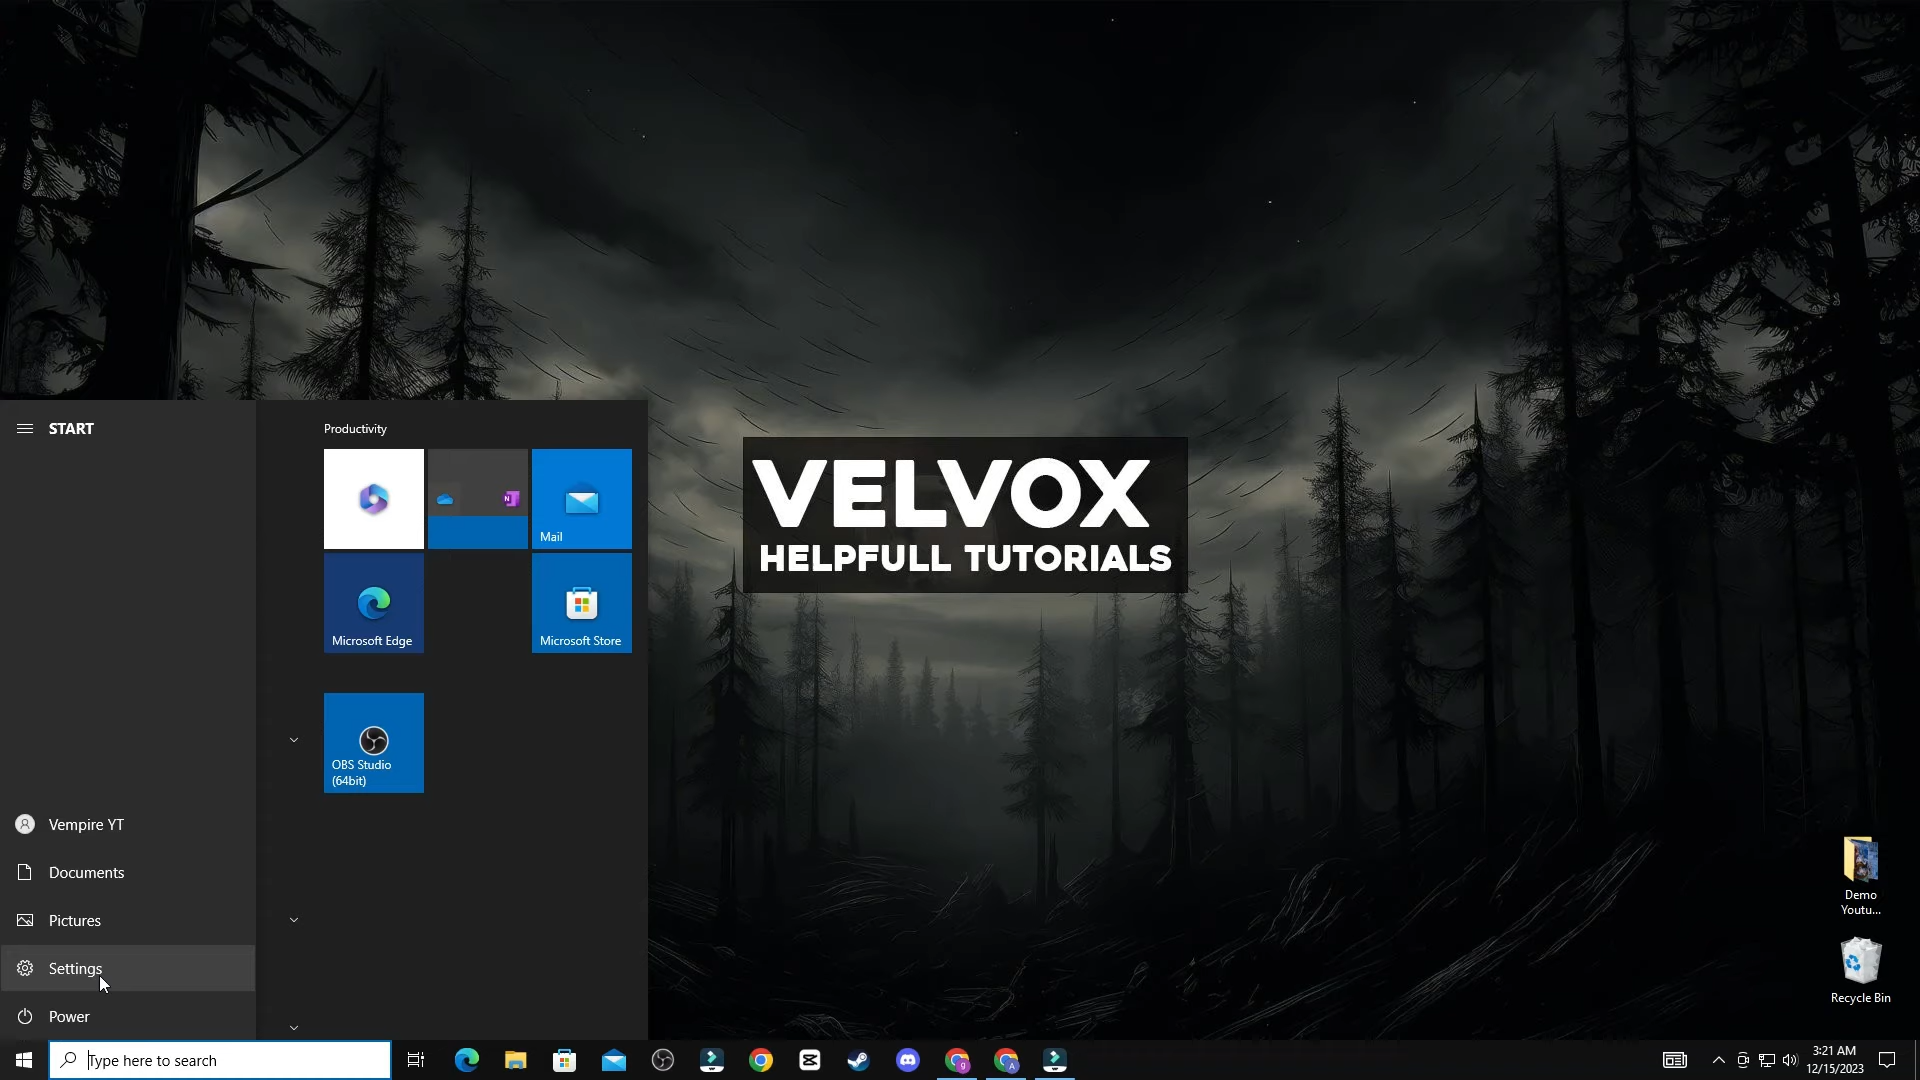 START
Productivity
Mail
Microsoft Edge
Microsoft Store
OBS Studio
(64bit)
Vempire YT
Documents
Pictures
Settings
Power
VELVOX
HELPFULL TUTORIALS
Demo
Youtu...
Recycle Bin
Type here to search
3:21 AM
12/15/2023